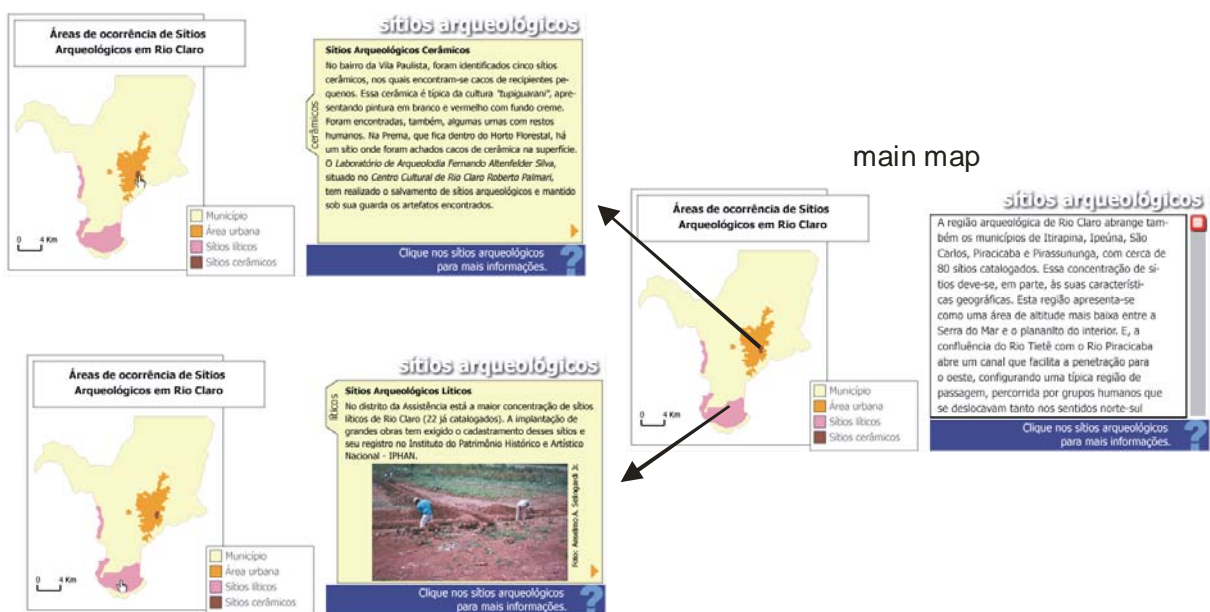 Áreas de ocorrência de Sítios
Arqueológicos em Rio Claro
0 4 Km
Município
Área urbana
Sítios líticos
Sítios cerâmicos
sítios arqueológicos
cerâmicos
Sítios Arqueológicos Cerâmicos
No bairro da Vila Paulista, foram identificados cinco sítios
cerâmicos, nos quais encontram-se cacos de recipientes pe-
quenos. Essa cerâmica é típica da cultura "tupiguarani", apre-
sentando pintura em branco e vermelho com fundo creme.
Foram encontradas, também, algumas urnas com restos
humanos. Na Prema, que fica dentro do Horto Florestal, há
um sítio onde foram achados cacos de cerâmica na superfície.
O Laboratório de Arqueolodia Fernando Altenfelder Silva,
situado no Centro Cultural de Rio Claro Roberto Palmari,
tem realizado o salvamento de sítios arqueológicos e mantido
sob sua guarda os artefatos encontrados.
Clique nos sítios arqueológicos
para mais informações.
?
main map
Áreas de ocorrência de Sítios
Arqueológicos em Rio Claro
0 4 Km
Município
Área urbana
Sítios líticos
Sítios cerâmicos
sítios arqueológicos
A região arqueológica de Rio Claro abrange tam-
bém os municípios de Itirapina, Ipeúna, São
Carlos, Piracicaba e Pirassununga, com cerca de
80 sítios catalogados. Essa concentração de sí-
tios deve-se, em parte, às suas característi-
cas geográficas. Esta região apresenta-se
como uma área de altitude mais baixa entre a
Serra do Mar e o plananlto do interior. E, a
confluência do Rio Tietê com o Rio Piracicaba
abre um canal que facilita a penetração para
o oeste, configurando uma típica região de
passagem, percorrida por grupos humanos que
se deslocavam tanto nos sentidos norte-sul
Clique nos sítios arqueológicos
para mais informações.
?
Áreas de ocorrência de Sítios
Arqueológicos em Rio Claro
0 4 Km
Município
Área urbana
Sítios líticos
Sítios cerâmicos
sítios arqueológicos
líticos
Sítios Arqueológicos Líticos
No distrito da Assistência está a maior concentração de sítios
líticos de Rio Claro (22 já catalogados). A implantação de
grandes obras tem exigido o cadastramento desses sítios e
seu registro no Instituto do Patrimônio Histórico e Artístico
Nacional - IPHAN.
Foto: Anselmo A. Selingardi Jr.
Clique nos sítios arqueológicos
para mais informações.
?